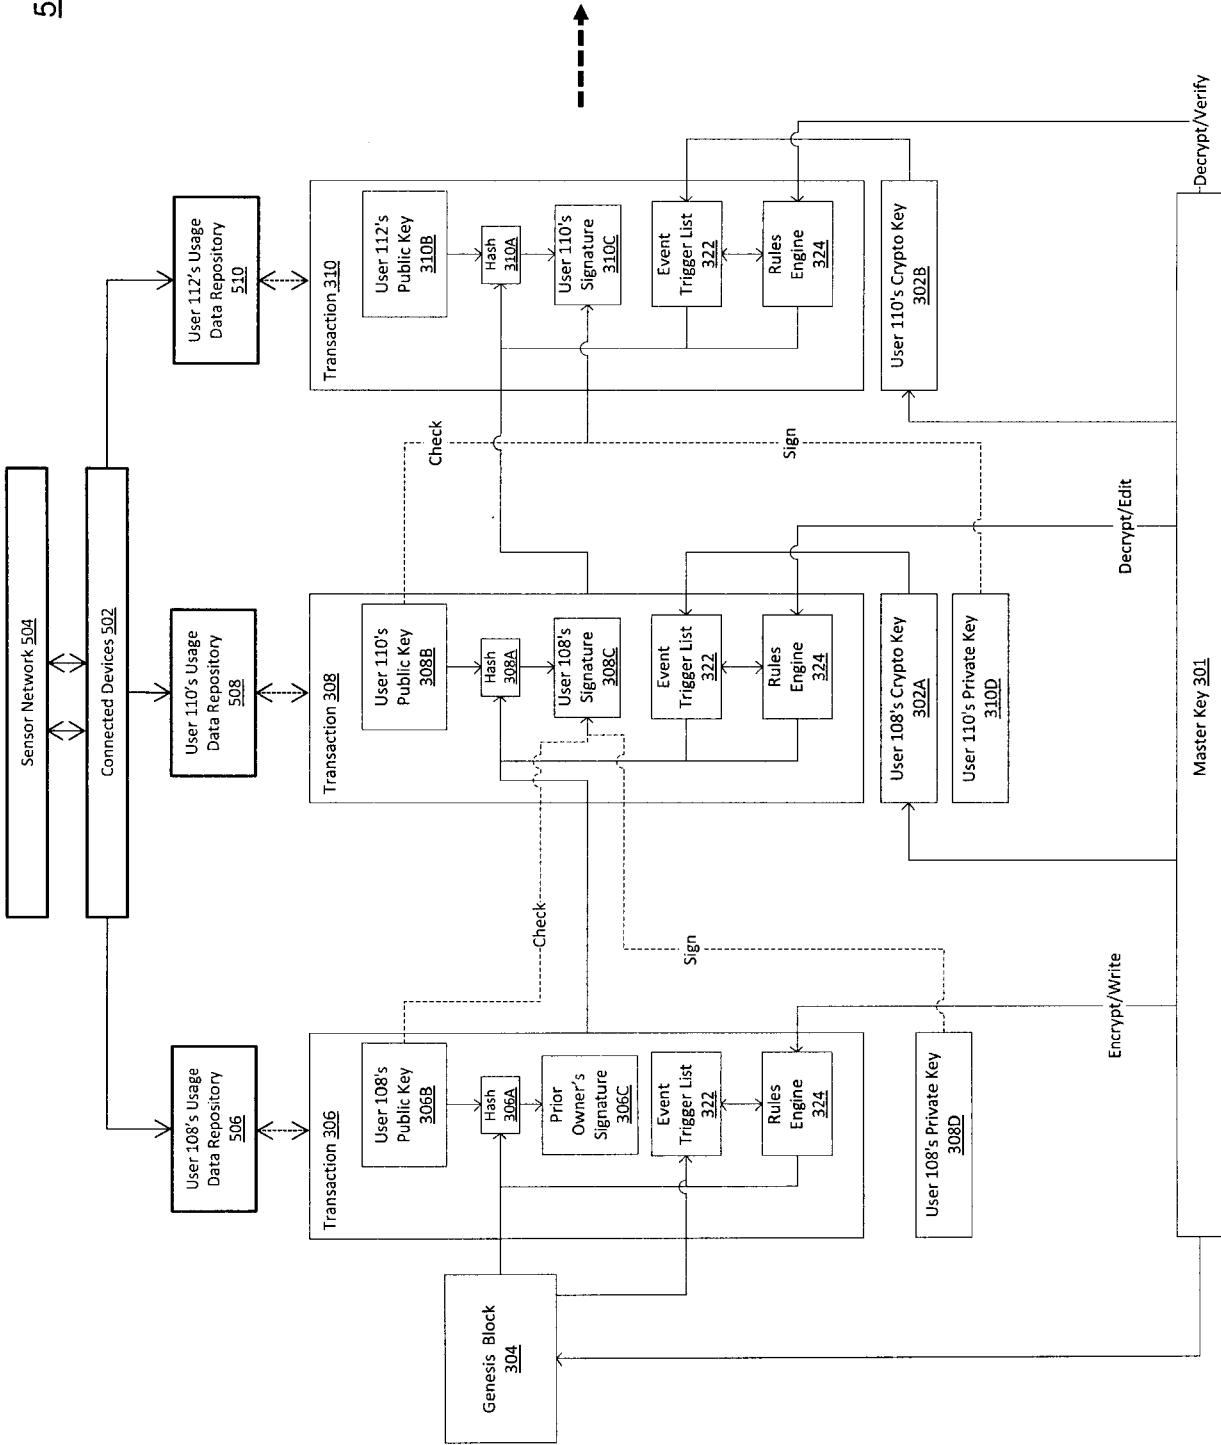 5
Sensor Network 504
Connected Devices 502
User 108's Usage
Data Repository
506
User 110's Usage
Data Repository
508
User 112's Usage
Data Repository
510
Genesis Block
304
Transaction 306
User 108's
Public Key
306B
Hash
306A
Prior
Owner's
Signature
306C
Event
Trigger List
322
Rules
Engine
324
User 108's Private Key
308D
Check
Sign
Encrypt/Write
Transaction 308
User 110's
Public Key
308B
Hash
308A
User 108's
Signature
308C
Event
Trigger List
322
Rules
Engine
324
User 108's Crypto Key
302A
User 110's Private Key
310D
Check
Sign
Decrypt/Edit
Transaction 310
User 112's
Public Key
310B
Hash
310A
User 110's
Signature
310C
Event
Trigger List
322
Rules
Engine
324
User 110's Crypto Key
302B
Decrypt/Verify
Master Key 301